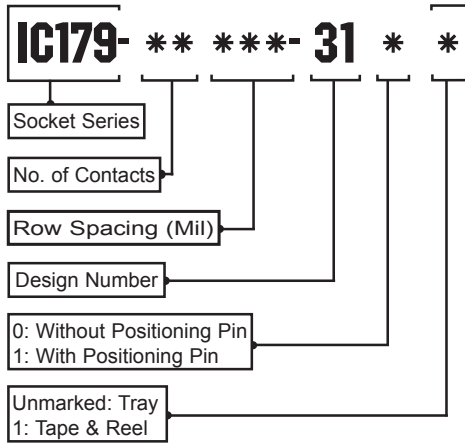 IC179- ** ***- 31 * *
Socket Series
No. of Contacts
Row Spacing (Mil)
Design Number
0: Without Positioning Pin
1: With Positioning Pin
Unmarked: Tray
1: Tape & Reel